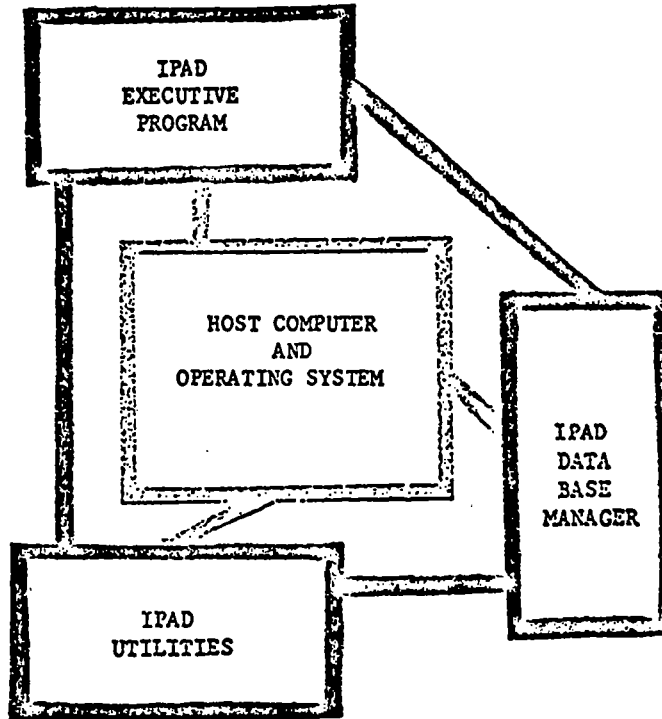 IPAD
EXECUTIVE
PROGRAM
HOST COMPUTER
AND
OPERATING SYSTEM
IPAD
DATA
BASE
MANAGER
IPAD
UTILITIES